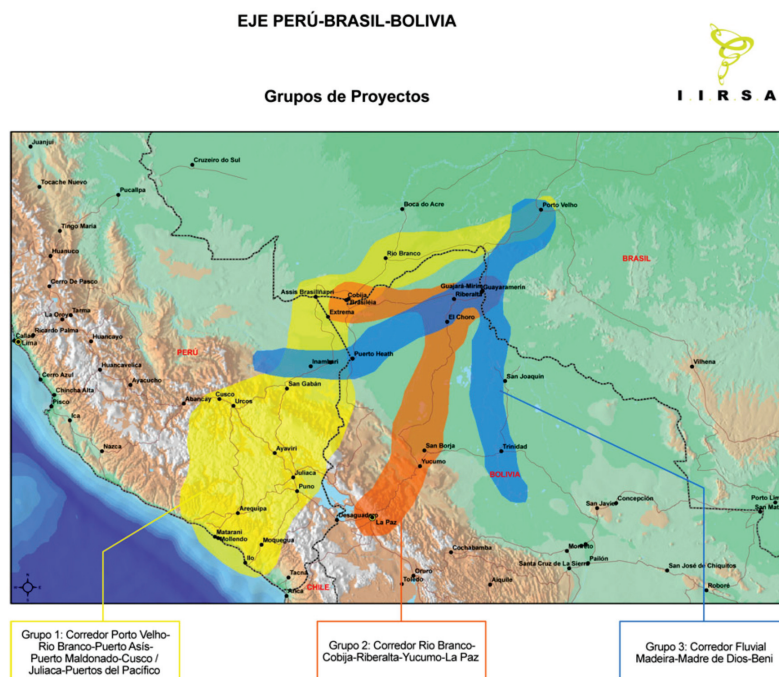 EJE PERÚ-BRASIL-BOLIVIA
Grupos de Proyectos
I.I.R.S.A
Juanjui
Cruzeiro do Sul
Tocache Nuevo
Pucallpa
Boca do Acre
Porto Velho
Tingo Maria
Huanuco
Rio Branco
BRASIL
Cerro De Pasco
Assis Brasil
Iñapari
Cobija
Brasileia
Guajará-Mirim
Guayaramerin
Riberalta
La Oroya
Tarma
Extrema
El Choro
Ricardo Palma
Callao
Lima
Huancayo
PERU
Puerto Heath
Inambari
Vilhena
Huancavelica
Cerro Azul
Ayacucho
San Gabán
San Joaquín
Chincha Alta
Pisco
Abancay
Cusco
Urcos
Ica
Nazca
Ayaviri
San Borja
Trinidad
Yucumo
Juliaca
BOLIVIA
Puno
Concepción
Porto Lim
San Javier
San Mat
Arequipa
Desaguadero
La Paz
Matarani
Mollendo
Moquegua
Cochabamba
Montero
Ilo
Santa Cruz de La Sierra
Pailón
Tacna
Oruro
San José de Chiquitos
CHILE
Toledo
Aiquile
Roboré
Arica
Grupo 1: Corredor Porto Velho-
Rio Branco-Puerto Asís-
Puerto Maldonado-Cusco /
Juliaca-Puertos del Pacífico
Grupo 2: Corredor Rio Branco-
Cobija-Riberalta-Yucumo-La Paz
Grupo 3: Corredor Fluvial
Madeira-Madre de Dios-Beni